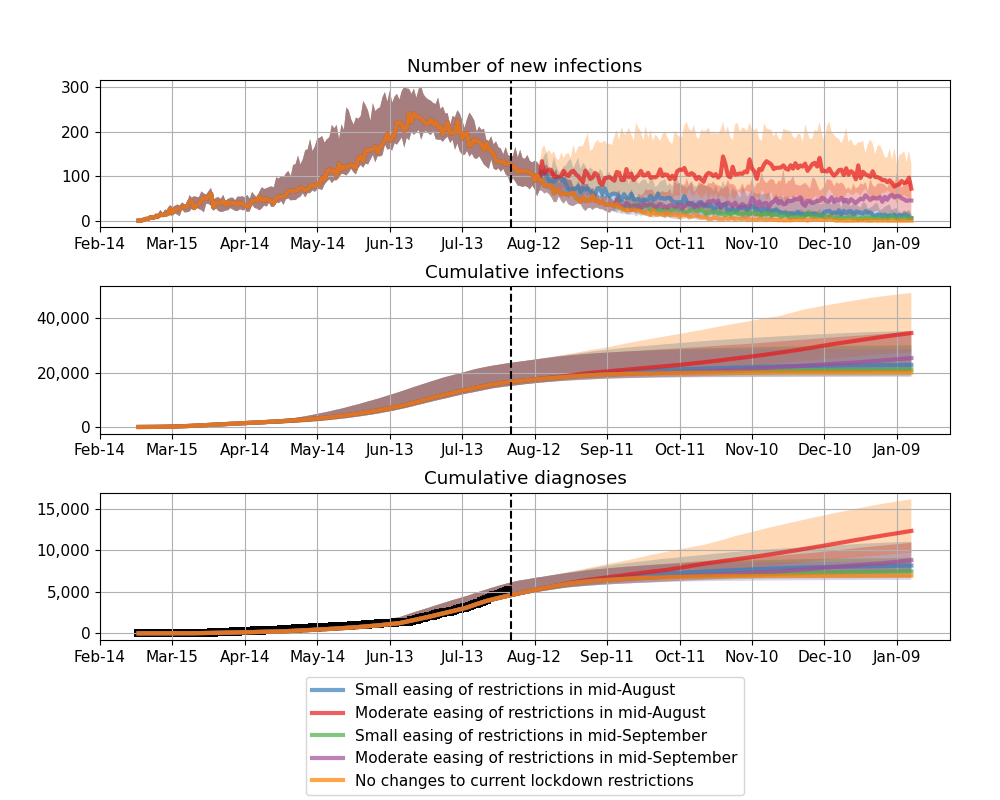 Number of new infections
300
200
100
0
Feb-14 Mar-15 Apr-14 May-14 Jun-13 Jul-13 Aug-12 Sep-11 Oct-11 Nov-10 Dec-10 Jan-09
Cumulative infections
40,000
20,000
0
Feb-14 Mar-15 Apr-14 May-14 Jun-13 Jul-13 Aug-12 Sep-11 Oct-11 Nov-10 Dec-10 Jan-09
Cumulative diagnoses
15,000
10,000
5,000
0
Feb-14 Mar-15 Apr-14 May-14 Jun-13 Jul-13 Aug-12 Sep-11 Oct-11 Nov-10 Dec-10 Jan-09
Small easing of restrictions in mid-August
Moderate easing of restrictions in mid-August
Small easing of restrictions in mid-September
Moderate easing of restrictions in mid-September
No changes to current lockdown restrictions